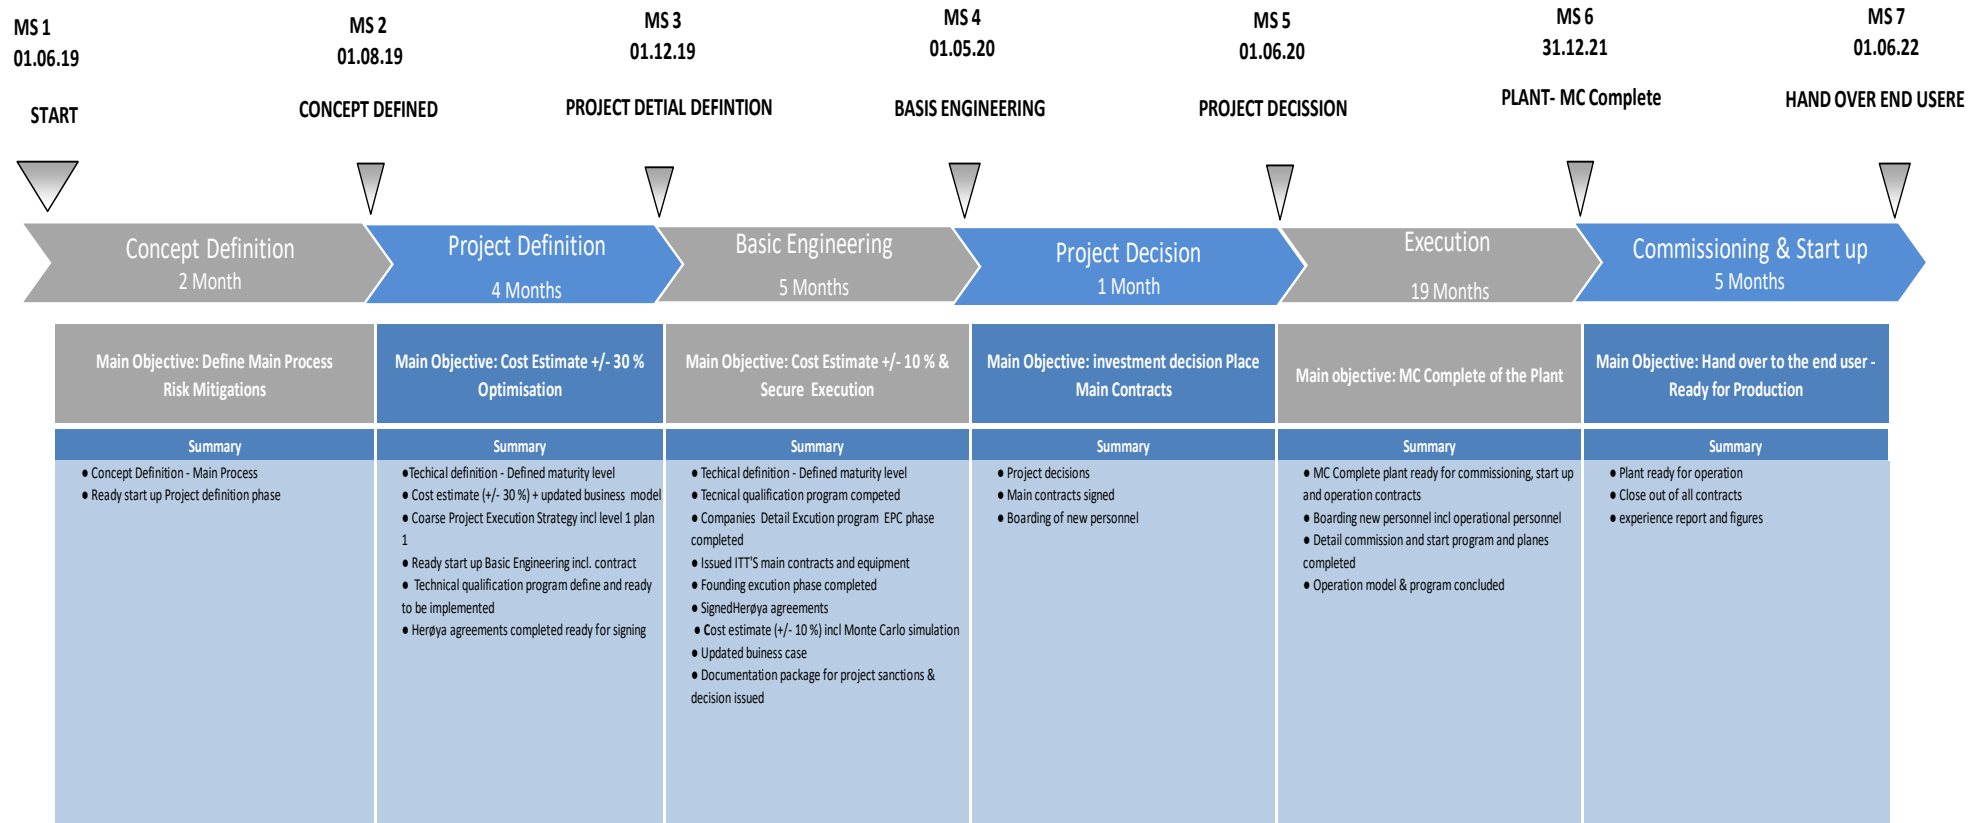 MS 1
01.06.19
START
MS 2
01.08.19
CONCEPT DEFINED
MS 3
01.12.19
PROJECT DETIAL DEFINTION
MS 4
01.05.20
BASIS ENGINEERING
MS 5
01.06.20
PROJECT DECISSION
MS 6
31.12.21
PLANT- MC Complete
MS 7
01.06.22
HAND OVER END USERE
Concept Definition
2 Month
Project Definition
4 Months
Basic Engineering
5 Months
Project Decision
1 Month
Execution
19 Months
Commissioning & Start up
5 Months
Main Objective: Define Main Process
Risk Mitigations
Main Objective: Cost Estimate +/- 30 %
Optimisation
Main Objective: Cost Estimate +/- 10 % &
Secure Execution
Main Objective: investment decision Place
Main Contracts
Main objective: MC Complete of the Plant
Main Objective: Hand over to the end user -
Ready for Production
Summary
● Concept Definition - Main Process
● Ready start up Project definition phase
Summary
●Techical definition - Defined maturity level
● Cost estimate (+/- 30 %) + updated business model
● Coarse Project Execution Strategy incl level 1 plan
1
● Ready start up Basic Engineering incl. contract
● Technical qualification program define and ready
to be implemented
● Herøya agreements completed ready for signing
Summary
● Techical definition - Defined maturity level
● Tecnical qualification program competed
● Companies Detail Excution program EPC phase
completed
● Issued ITT'S main contracts and equipment
● Founding excution phase completed
● SignedHerøya agreements
● Cost estimate (+/- 10 %) incl Monte Carlo simulation
● Updated buiness case
● Documentation package for project sanctions &
decision issued
Summary
● Project decisions
● Main contracts signed
● Boarding of new personnel
Summary
● MC Complete plant ready for commissioning, start up
and operation contracts
● Boarding new personnel incl operational personnel
● Detail commission and start program and planes
completed
● Operation model & program concluded
Summary
● Plant ready for operation
● Close out of all contracts
● experience report and figures